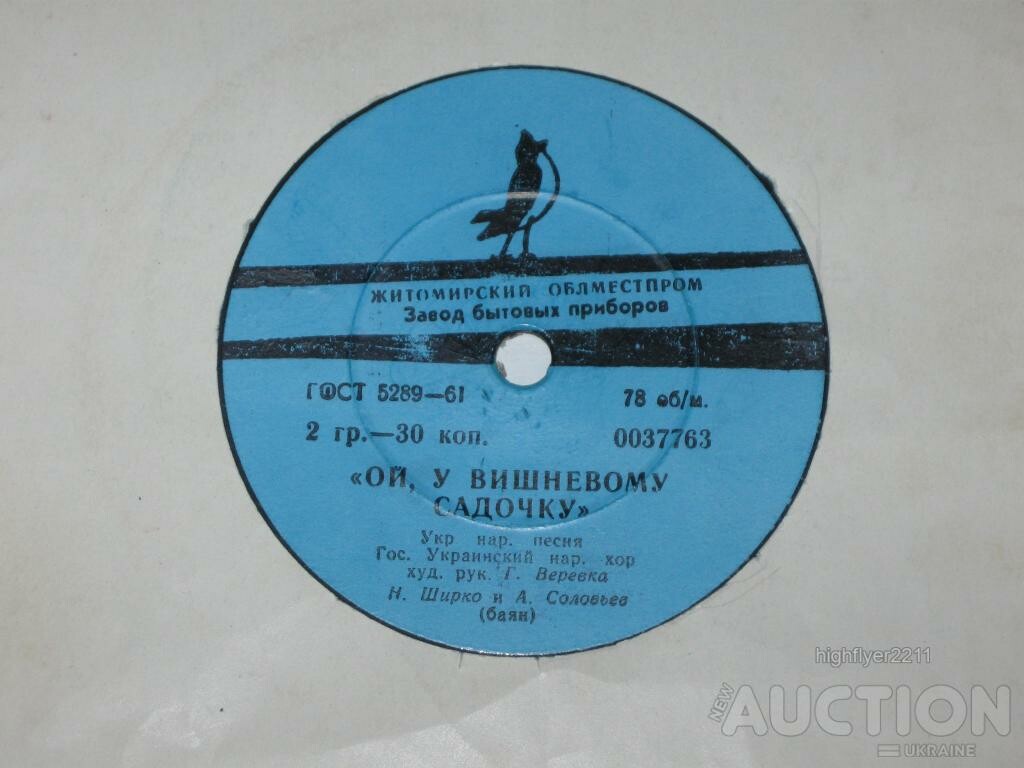 ЖИТОМИРСКИЙ ОБЛМЕСТПРОМ
Завод бытовых приборов
ГОСТ 5289—61 78 об/м.
2 гр.—30 коп. 0037763
«ОЙ, У ВИШНЕВОМУ
САДОЧКУ»
Укр нар. песня
Гос. Украинский нар. хор
худ. рук. Г. Веревка
Н. Ширко и А. Соловьев
(баян)
highflyer2211
NEW AUCTION
UKRAINE